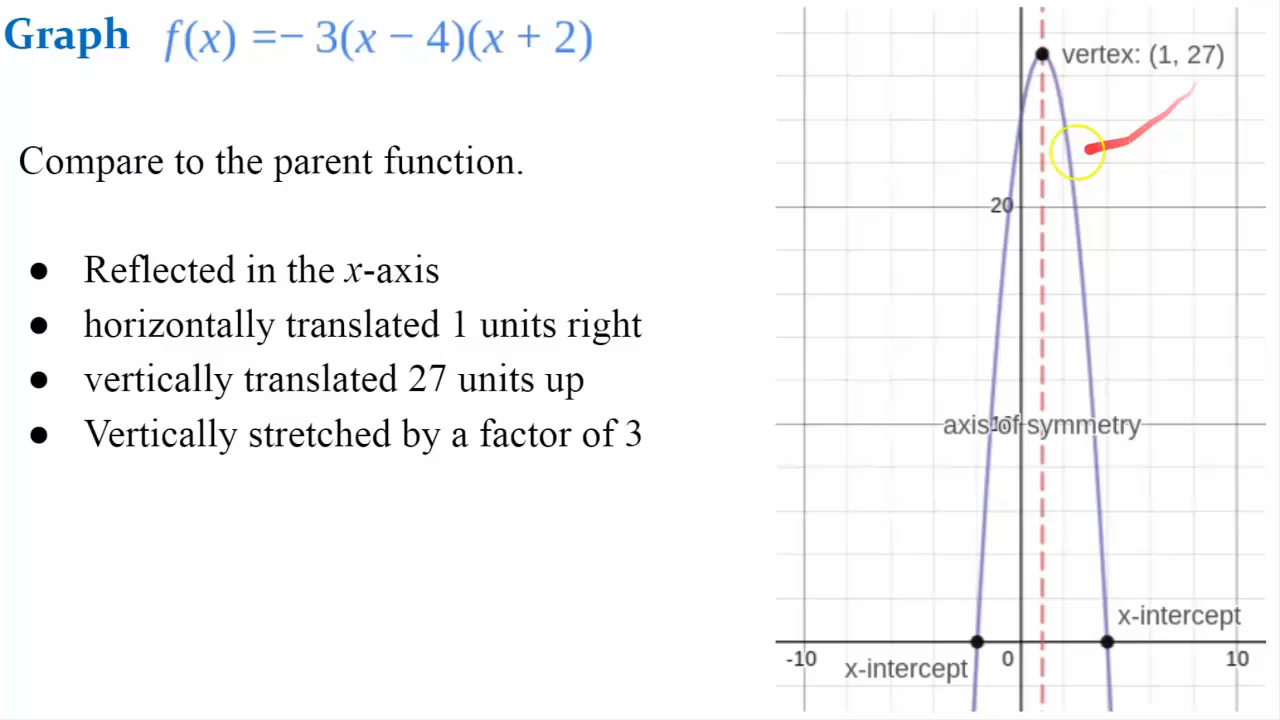 Graph f(x) =− 3(x − 4)(x + 2)
Compare to the parent function.
● Reflected in the x-axis
● horizontally translated 1 units right
● vertically translated 27 units up
● Vertically stretched by a factor of 3
vertex: (1, 27)
20
axis of symmetry
x-intercept
-10
0
10
x-intercept